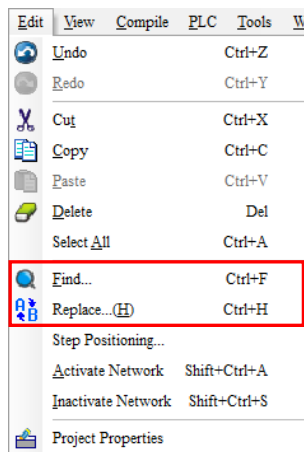 Edit View Compile PLC Tools W
Undo Ctrl+Z
Redo Ctrl+Y
Cut Ctrl+X
Copy Ctrl+C
Paste Ctrl+V
Delete Del
Select All Ctrl+A
Find... Ctrl+F
Replace...(H) Ctrl+H
Step Positioning...
Activate Network Shift+Ctrl+A
Inactivate Network Shift+Ctrl+S
Project Properties